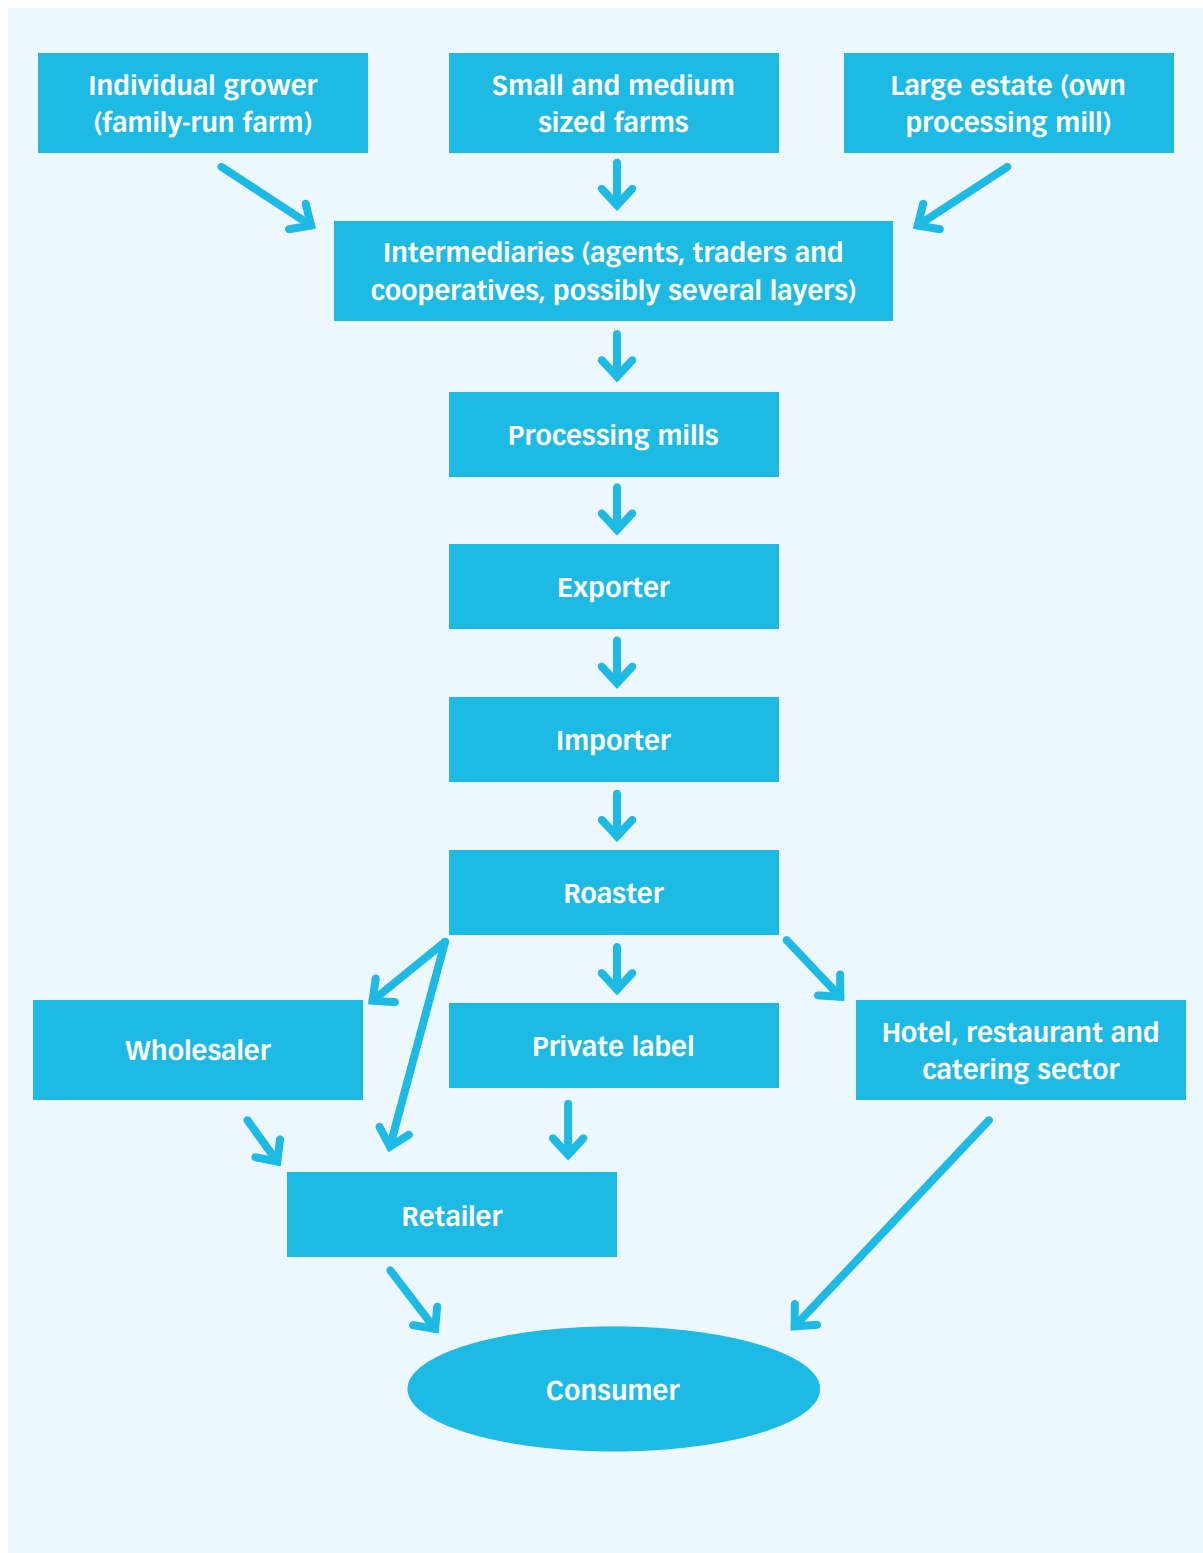 Individual grower
(family-run farm)
Small and medium
sized farms
Large estate (own
processing mill)
Intermediaries (agents, traders and
cooperatives, possibly several layers)
Processing mills
Exporter
Importer
Roaster
Wholesaler
Private label
Hotel, restaurant and
catering sector
Retailer
Consumer